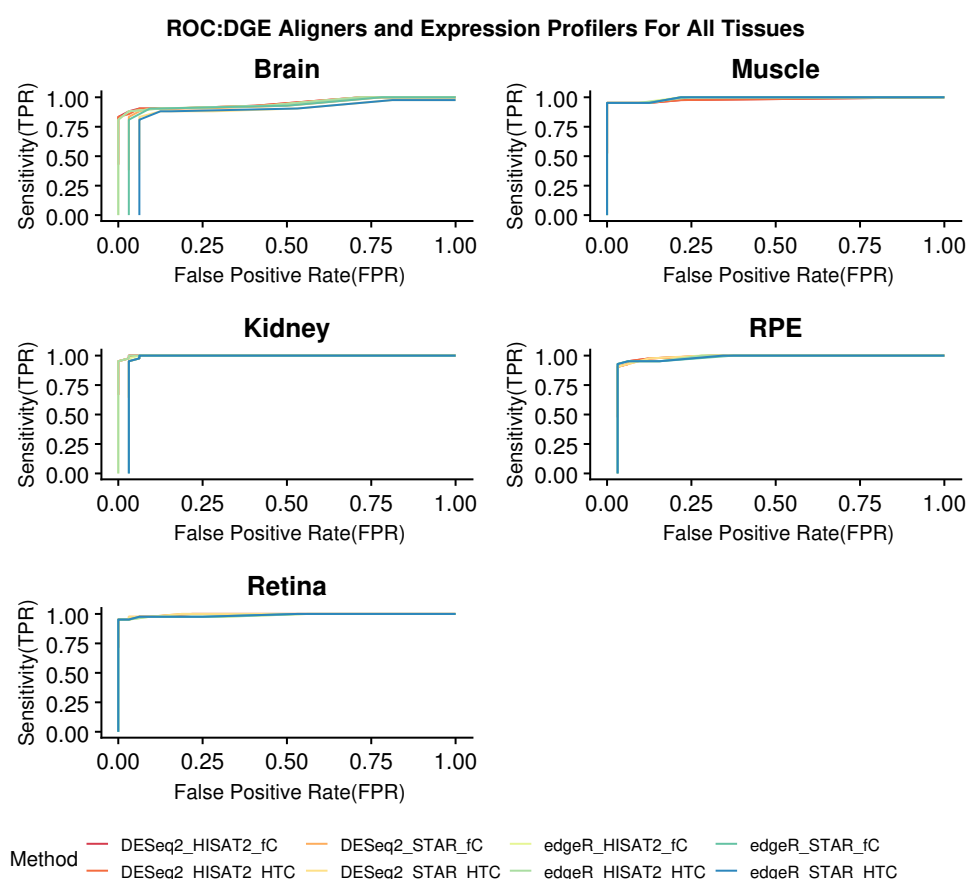 ROC:DGE Aligners and Expression Profilers For All Tissues
Brain
Sensitivity(TPR)
1.00
0.75
0.50
0.25
0.00
0.00 0.25 0.50 0.75 1.00
False Positive Rate(FPR)
Muscle
Sensitivity(TPR)
1.00
0.75
0.50
0.25
0.00
0.00 0.25 0.50 0.75 1.00
False Positive Rate(FPR)
Kidney
Sensitivity(TPR)
1.00
0.75
0.50
0.25
0.00
0.00 0.25 0.50 0.75 1.00
False Positive Rate(FPR)
RPE
Sensitivity(TPR)
1.00
0.75
0.50
0.25
0.00
0.00 0.25 0.50 0.75 1.00
False Positive Rate(FPR)
Retina
Sensitivity(TPR)
1.00
0.75
0.50
0.25
0.00
0.00 0.25 0.50 0.75 1.00
False Positive Rate(FPR)
Method
DESeq2_HISAT2_fC DESeq2_STAR_fC edgeR_HISAT2_fC edgeR_STAR_fC
DESeq2_HISAT2_HTC DESeq2_STAR_HTC edgeR_HISAT2_HTC edgeR_STAR_HTC